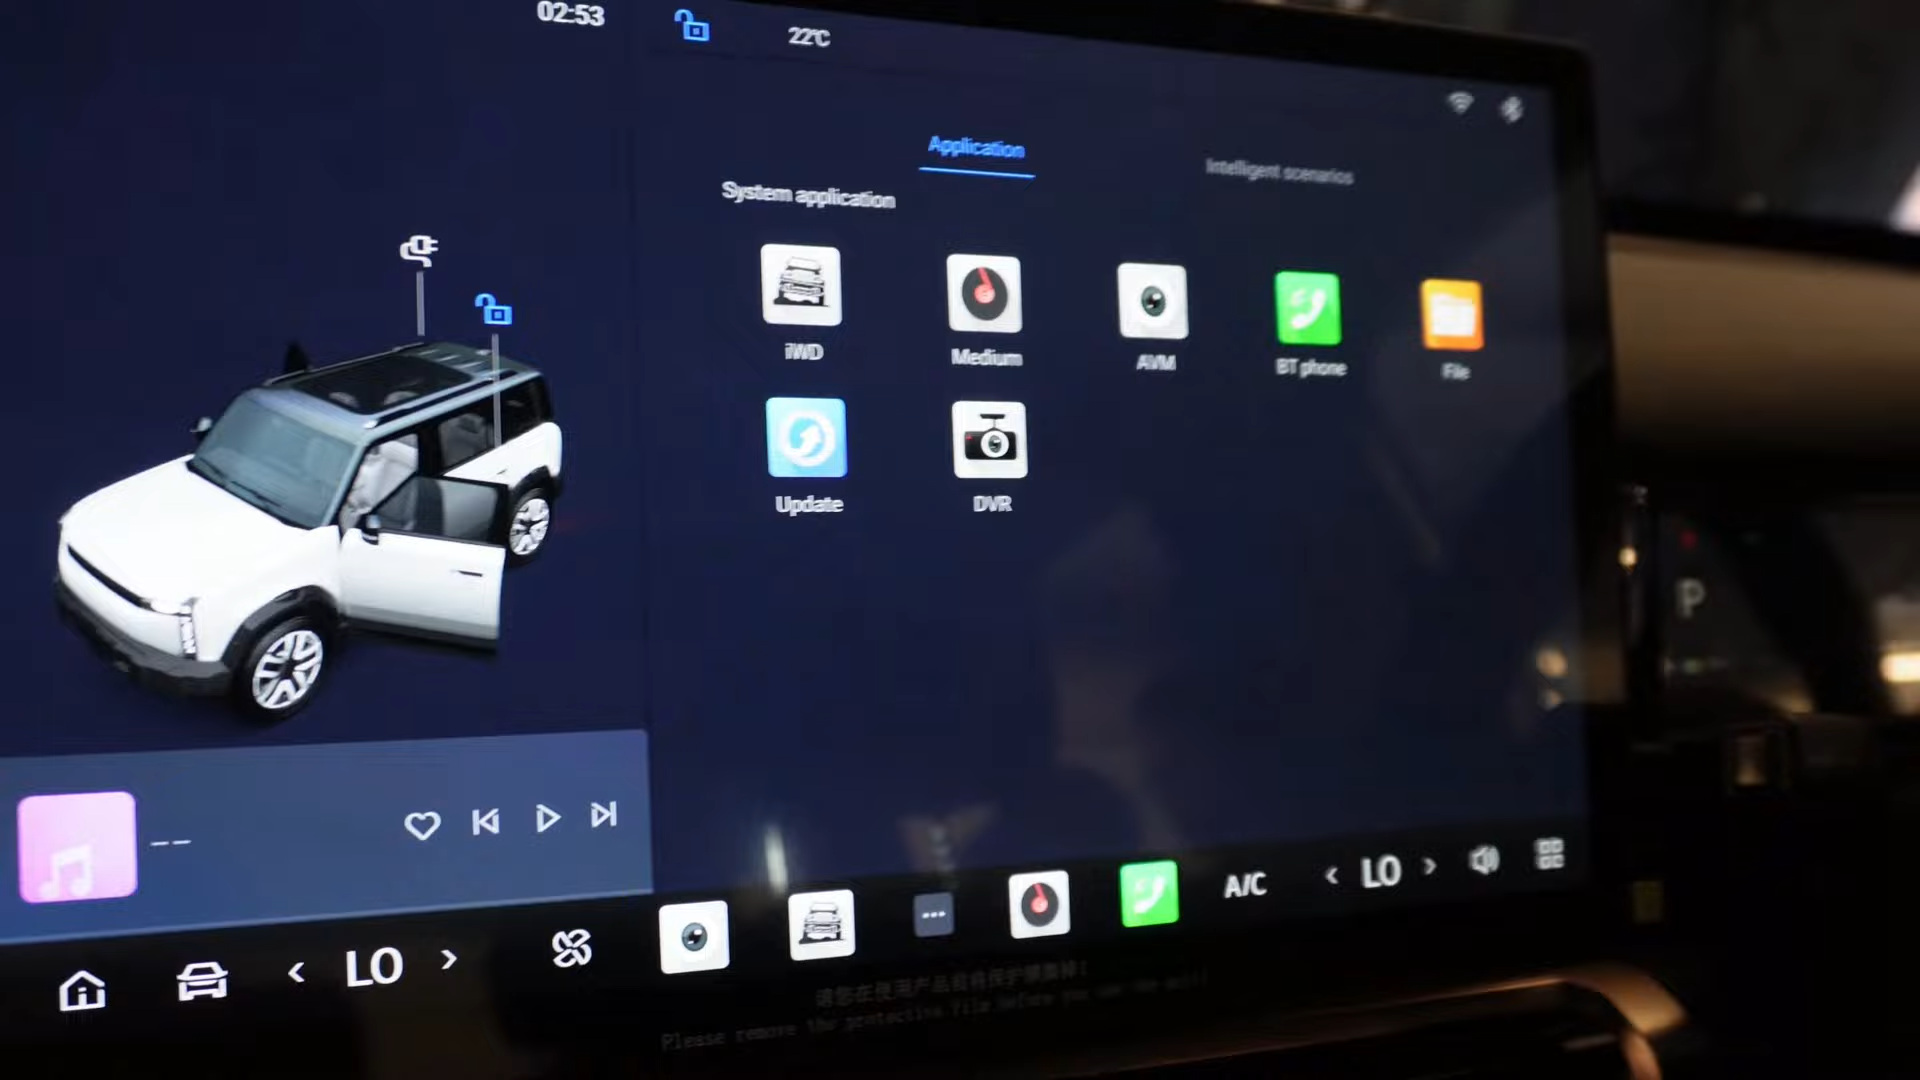 02:53
22℃
Application
Intelligent scenarios
System application
iWD
Medium
AVM
BT phone
File
Update
DVR
P
--
LO
A/C
LO
Please remove the protective film before you use the unit!